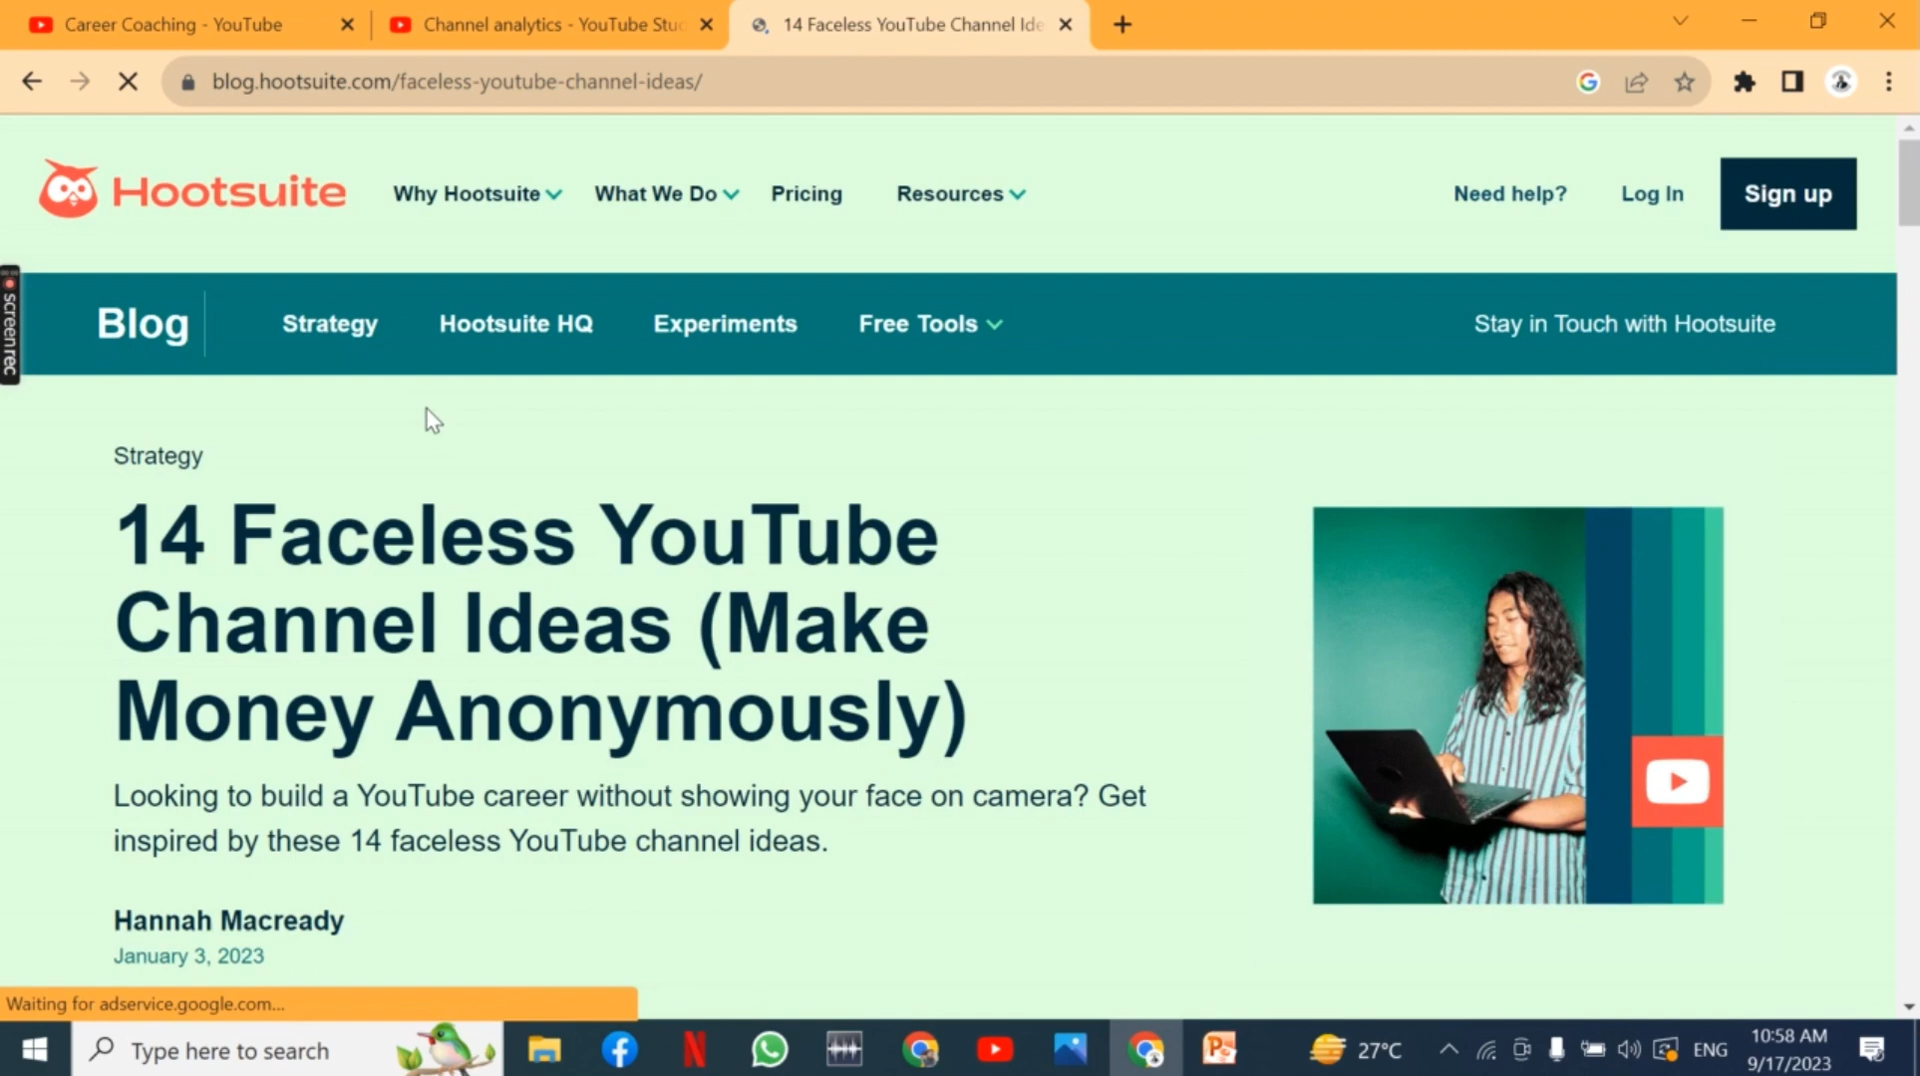 Career Coaching - YouTube
Channel analytics - YouTube Stu
14 Faceless YouTube Channel Ide
blog.hootsuite.com/faceless-youtube-channel-ideas/
Hootsuite
Why Hootsuite
What We Do
Pricing
Resources
Need help?
Log In
Sign up
screenrec
Blog
Strategy
Hootsuite HQ
Experiments
Free Tools
Stay in Touch with Hootsuite
Strategy
14 Faceless YouTube
Channel Ideas (Make
Money Anonymously)
Looking to build a YouTube career without showing your face on camera? Get
inspired by these 14 faceless YouTube channel ideas.
Hannah Macready
January 3, 2023
Waiting for adservice.google.com...
Type here to search
27°C
ENG
10:58 AM
9/17/2023